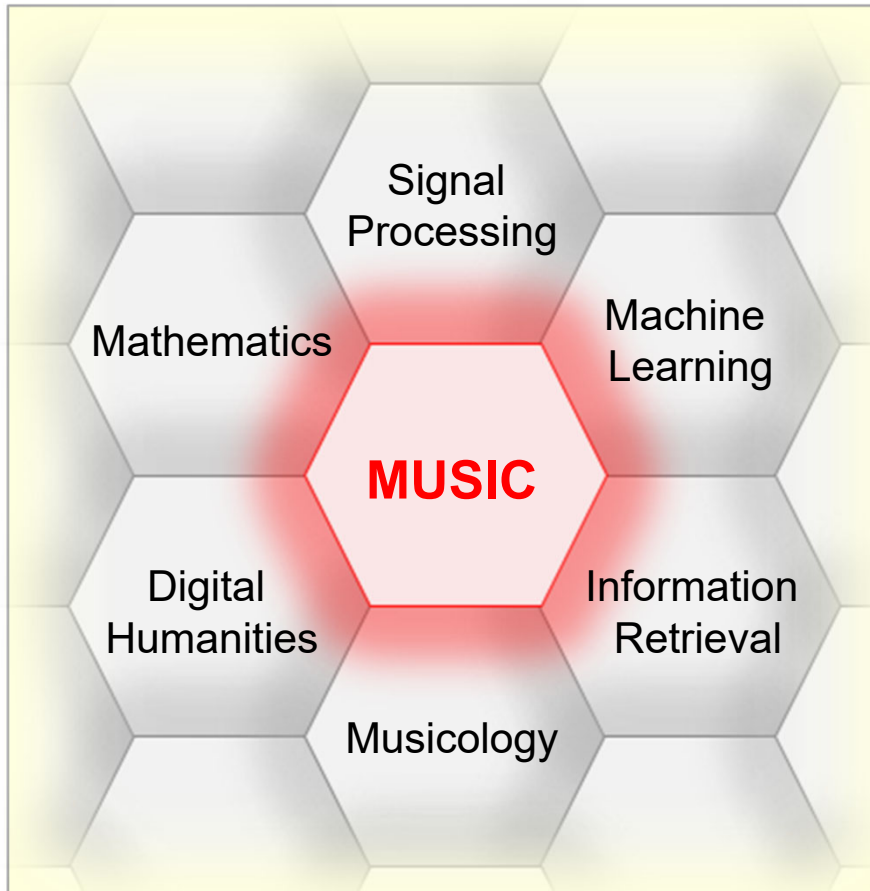 Signal
Processing
Mathematics
Machine
Learning
MUSIC
Digital
Humanities
Information
Retrieval
Musicology